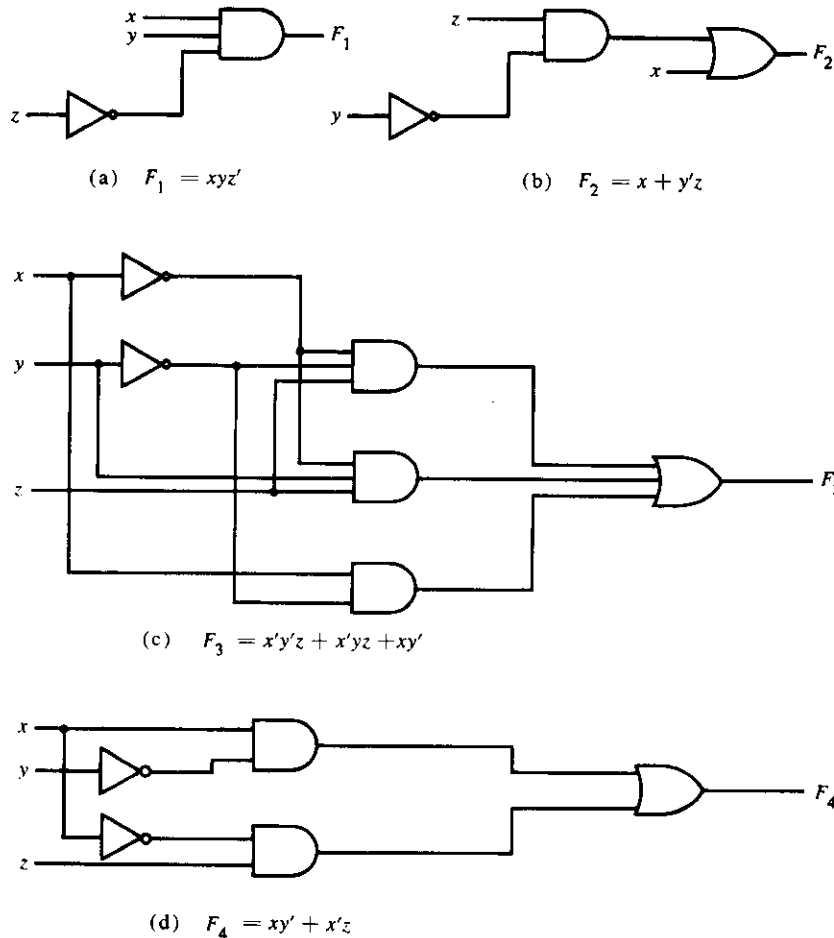 x
y
F1
z
(a) F1 = xyz'
z
F2
x
y
(b) F2 = x + y'z
x
y
z
F
(c) F3 = x'y'z + x'yz + xy'
x
y
F4
z
(d) F4 = xy' + x'z